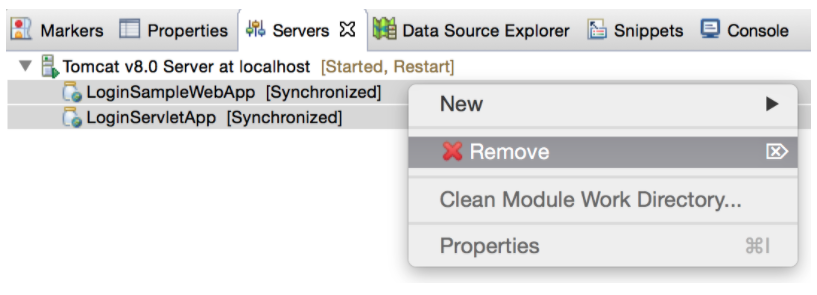 Markers Properties Servers Data Source Explorer Snippets Console
Tomcat v8.0 Server at localhost [Started, Restart]
LoginSampleWebApp [Synchronized]
LoginServletApp [Synchronized]
New
Remove
Clean Module Work Directory...
Properties ⌘I